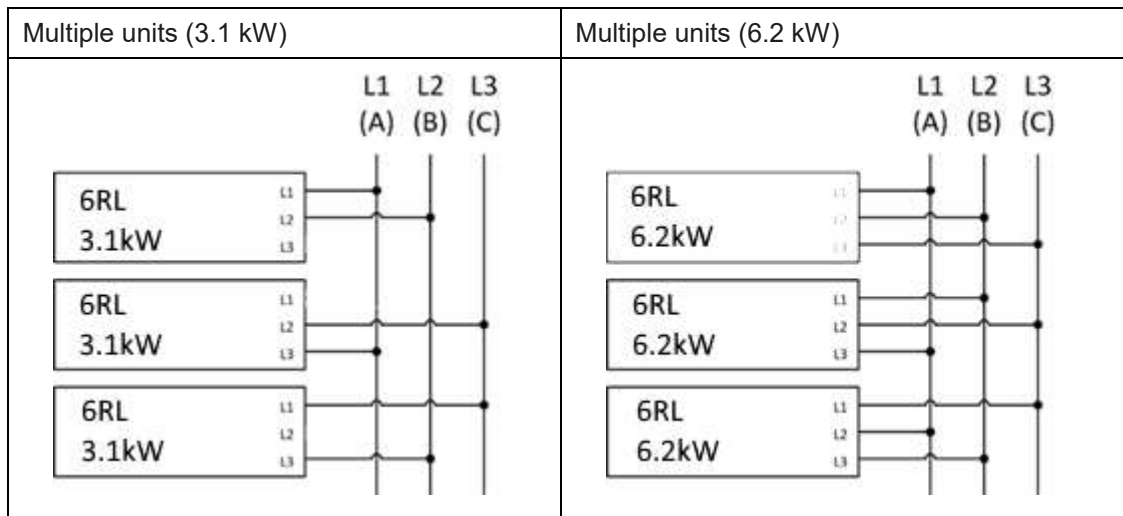 Multiple units (3.1 kW)
L1 L2 L3
(A) (B) (C)
6RL
3.1kW
L1
L2
L3
6RL
3.1kW
L1
L2
L3
6RL
3.1kW
L1
L2
L3
Multiple units (6.2 kW)
L1 L2 L3
(A) (B) (C)
6RL
6.2kW
L1
L2
6RL
6.2kW
L1
L2
L3
6RL
6.2kW
L1
L2
L3